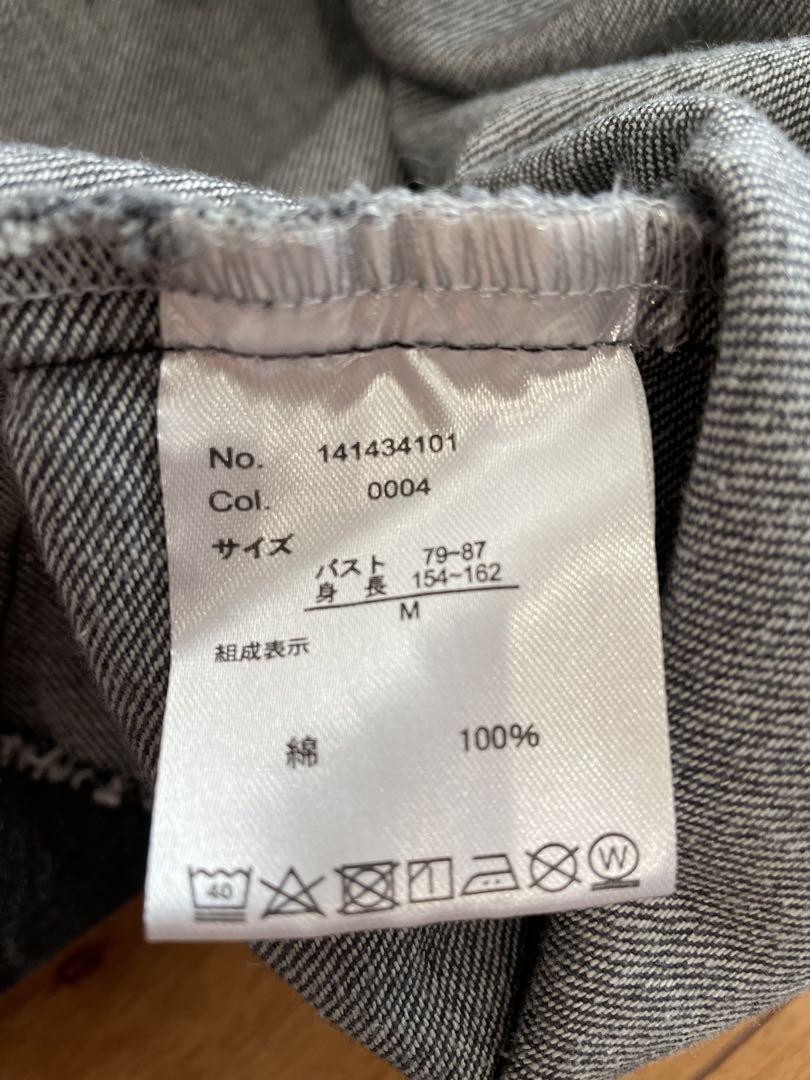 No. 141434101
Col. 0004
サイズ
バスト 79~87
身長 154~162
M
組成表示
綿 100%
40
W